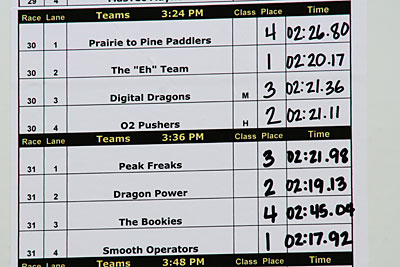 Race Lane Teams 3:24 PM Class Place Time
30 1 Prairie to Pine Paddlers 4 02:26.80
30 2 The "Eh" Team 1 02:20.17
30 3 Digital Dragons M 3 02:21.36
30 4 O2 Pushers H 2 02:21.11
Race Lane Teams 3:36 PM Class Place Time
31 1 Peak Freaks 3 02:21.98
31 2 Dragon Power 2 02:19.13
31 3 The Bookies 4 02:45.04
31 4 Smooth Operators 1 02:17.92
Race Lane Teams 3:48 PM Class Place Time